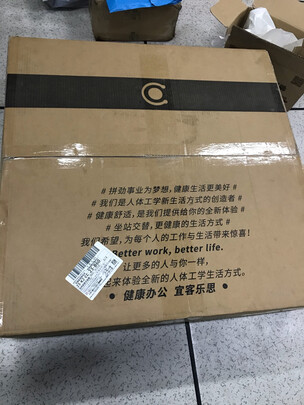 # 拼劲事业为梦想，健康生活更美好 #
# 我们是人体工学新生活方式的创造者 #
# 健康舒适，是我们提供给你的全新体验 #
# 坐站交替，更健康的生活方式 #
我们希望，为每个人的工作与生活带来惊喜！
Better work, better life.
让更多的人与你一样，
起来体验全新的人体工学生活方式。
• 健康办公 宜客乐思 •